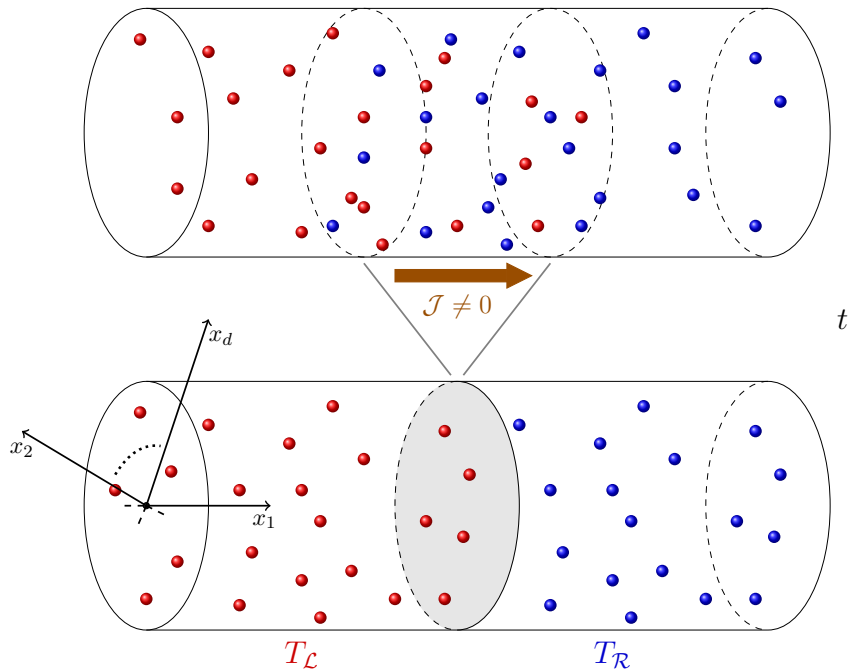 𝒥 ≠ 0
t
x_d
x_2
x_1
T_ℒ T_ℛ